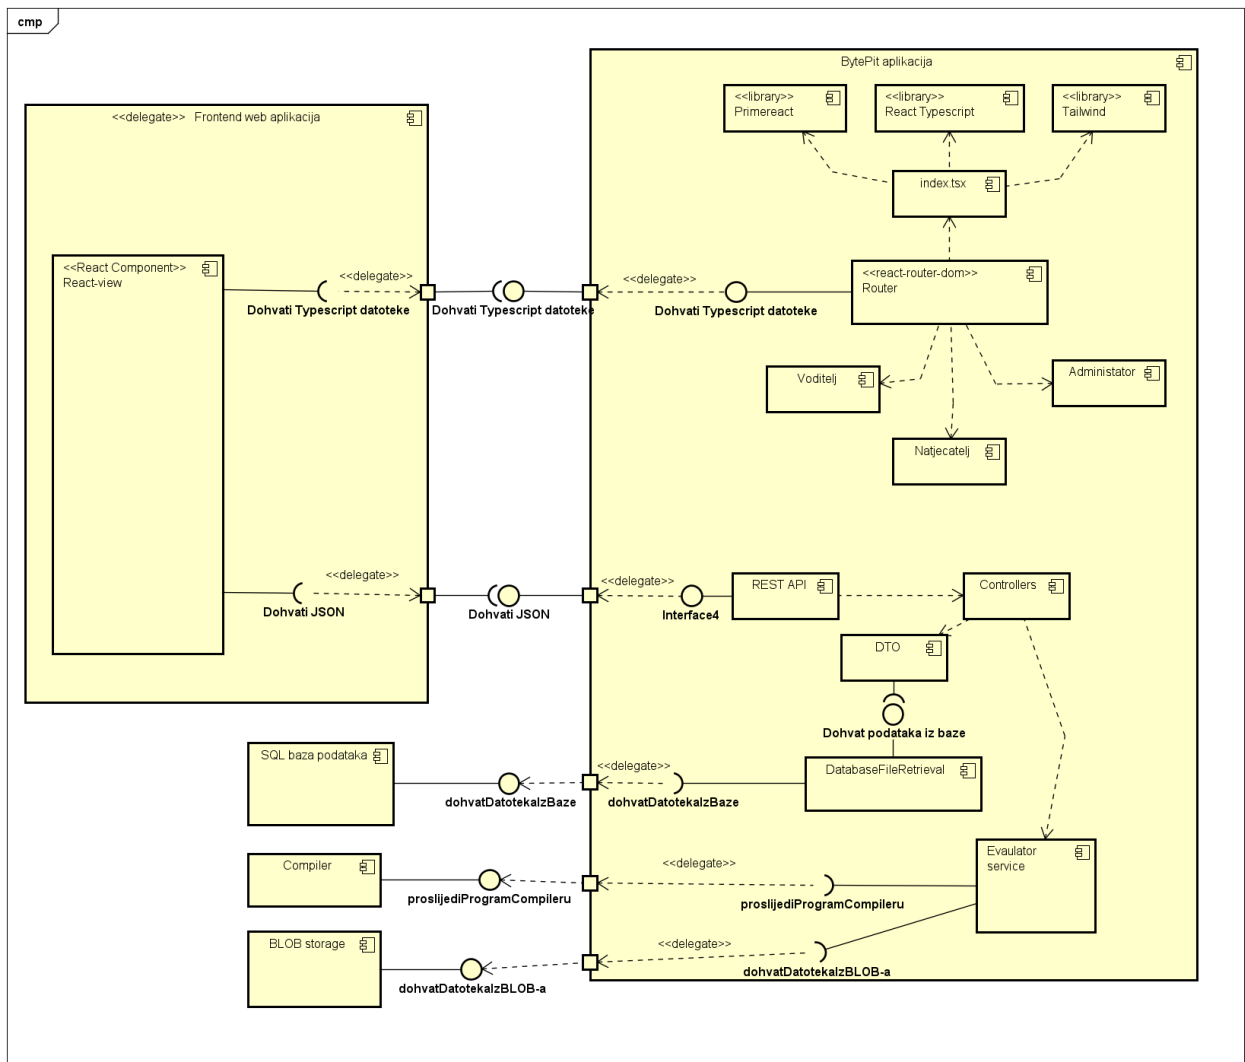 cmp
BytePit aplikacija
<<library>>
Primereact
<<library>>
React Typescript
<<library>>
Tailwind
<<delegate>> Frontend web aplikacija
index.tsx
<<React Component>>
React-view
<<delegate>>
Dohvati Typescript datoteke
Dohvati Typescript datoteke
<<delegate>>
Dohvati Typescript datoteke
<<react-router-dom>>
Router
Voditelj
Administator
Natjecatelj
<<delegate>>
Dohvati JSON
Dohvati JSON
<<delegate>>
Interface4
REST API
Controllers
DTO
Dohvat podataka iz baze
SQL baza podataka
dohvatDatotekaIzBaze
<<delegate>>
dohvatDatotekaIzBaze
DatabaseFileRetrieval
Compiler
proslijediProgramCompileru
<<delegate>>
proslijediProgramCompileru
Evaulator
service
BLOB storage
dohvatDatotekaIzBLOB-a
<<delegate>>
dohvatDatotekaIzBLOB-a